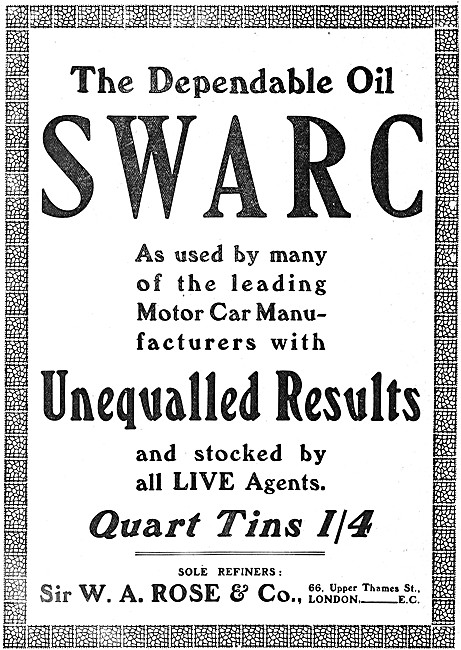 The Dependable Oil
SWARC
As used by many
of the leading
Motor Car Manu-
facturers with
Unequalled Results
and stocked by
all LIVE Agents.
Quart Tins 1/4
SOLE REFINERS:
Sir W. A. ROSE & Co., 66, Upper Thames St.,
LONDON,______E.C.